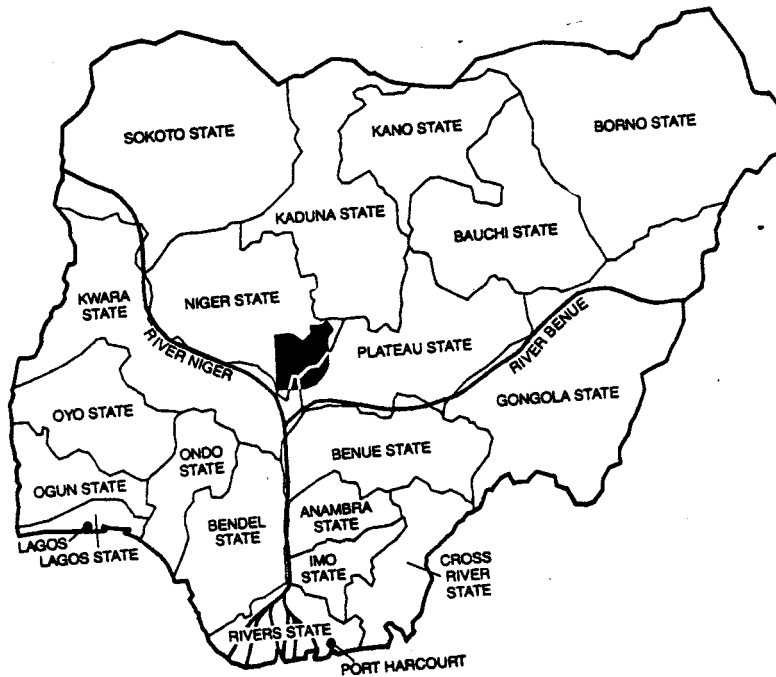 SOKOTO STATE
KANO STATE
BORNO STATE
KADUNA STATE
BAUCHI STATE
KWARA
STATE
NIGER STATE
RIVER NIGER
PLATEAU STATE
RIVER BENUE
GONGOLA STATE
OYO STATE
ONDO
STATE
BENUE STATE
OGUN STATE
BENDEL
STATE
ANAMBRA
STATE
LAGOS
LAGOS STATE
IMO
STATE
CROSS
RIVER
STATE
RIVERS STATE
PORT HARCOURT